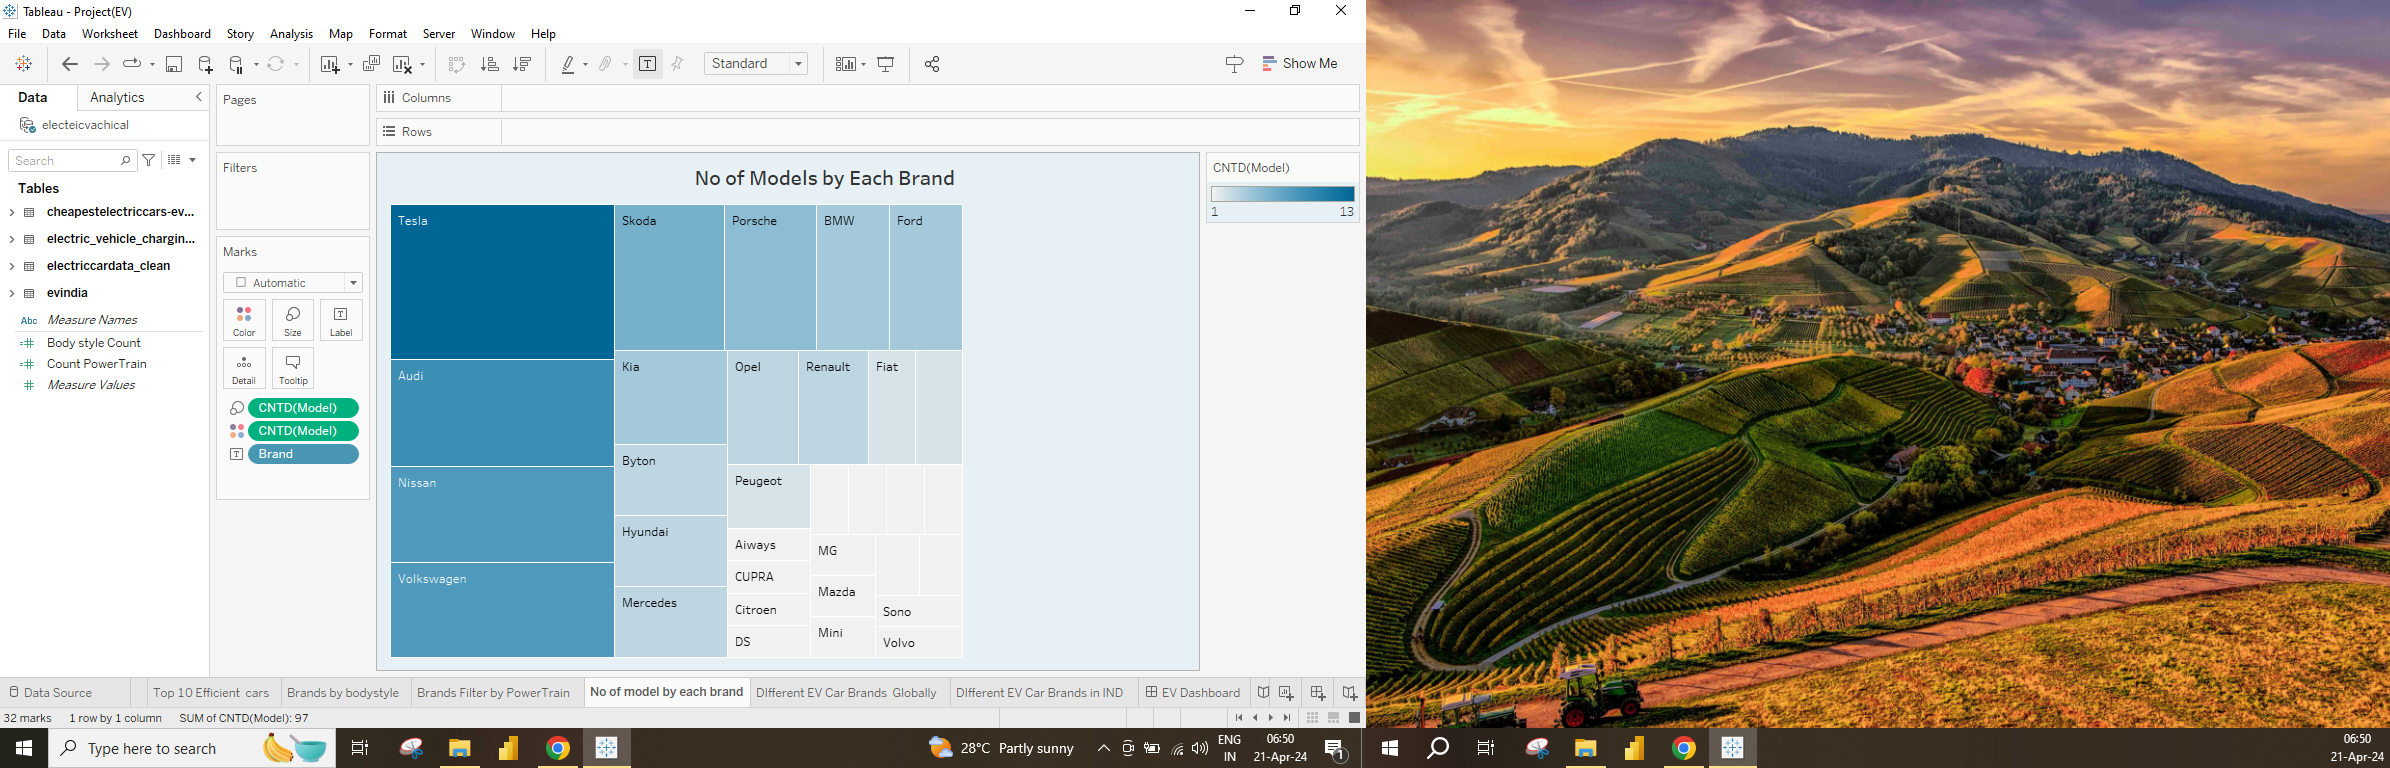 Tableau - Project(EV)
File Data Worksheet Dashboard Story Analysis Map Format Server Window Help
Standard
Show Me
Data Analytics
electeicvachical
Search
Tables
cheapestelectriccars-ev...
electric_vehicle_chargin...
electriccardata_clean
evindia
Abc Measure Names
Body style Count
Count PowerTrain
Measure Values
Pages
Filters
Marks
Automatic
Color Size Label
Detail Tooltip
CNTD(Model)
CNTD(Model)
Brand
Columns
Rows
No of Models by Each Brand
Tesla
Audi
Nissan
Volkswagen
Skoda
Porsche
BMW
Ford
Kia
Byton
Hyundai
Mercedes
Opel
Renault
Fiat
Peugeot
Aiways
CUPRA
Citroen
DS
MG
Mazda
Mini
Sono
Volvo
CNTD(Model)
1 13
Data Source Top 10 Efficient cars Brands by bodystyle Brands Filter by PowerTrain No of model by each brand DIfferent EV Car Brands Globally DIfferent EV Car Brands in IND EV Dashboard
32 marks 1 row by 1 column SUM of CNTD(Model): 97
Type here to search
28°C Partly sunny
ENG
IN
06:50
21-Apr-24
1
06:50
21-Apr-24